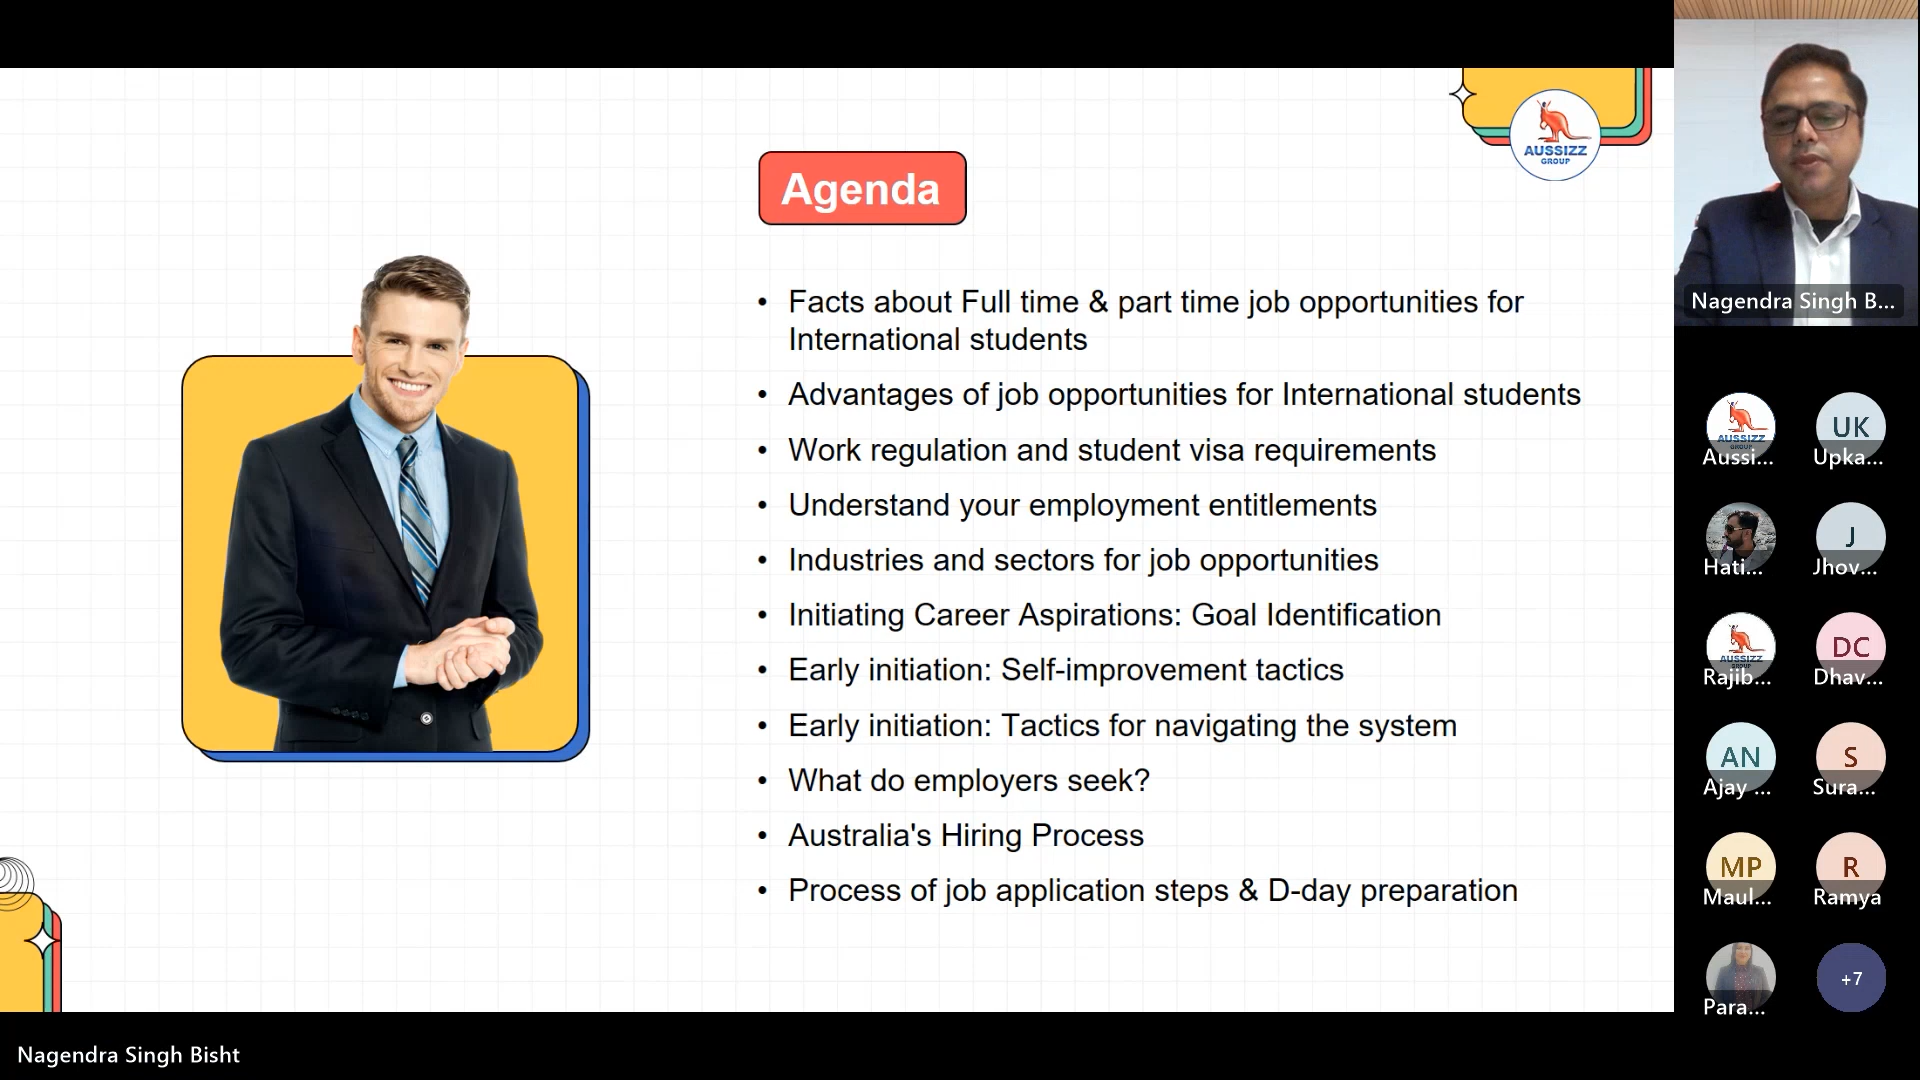 AUSSIZZ
GROUP
Agenda
• Facts about Full time & part time job opportunities for
International students
• Advantages of job opportunities for International students
• Work regulation and student visa requirements
• Understand your employment entitlements
• Industries and sectors for job opportunities
• Initiating Career Aspirations: Goal Identification
• Early initiation: Self-improvement tactics
• Early initiation: Tactics for navigating the system
• What do employers seek?
• Australia's Hiring Process
• Process of job application steps & D-day preparation
Nagendra Singh B...
AUSSIZZ
GROUP
Aussi...
UK
Upka...
Hati...
J
Jhov...
AUSSIZZ
GROUP
Rajib...
DC
Dhav...
AN
Ajay ...
S
Sura...
MP
Maul...
R
Ramya
Para...
+7
Nagendra Singh Bisht